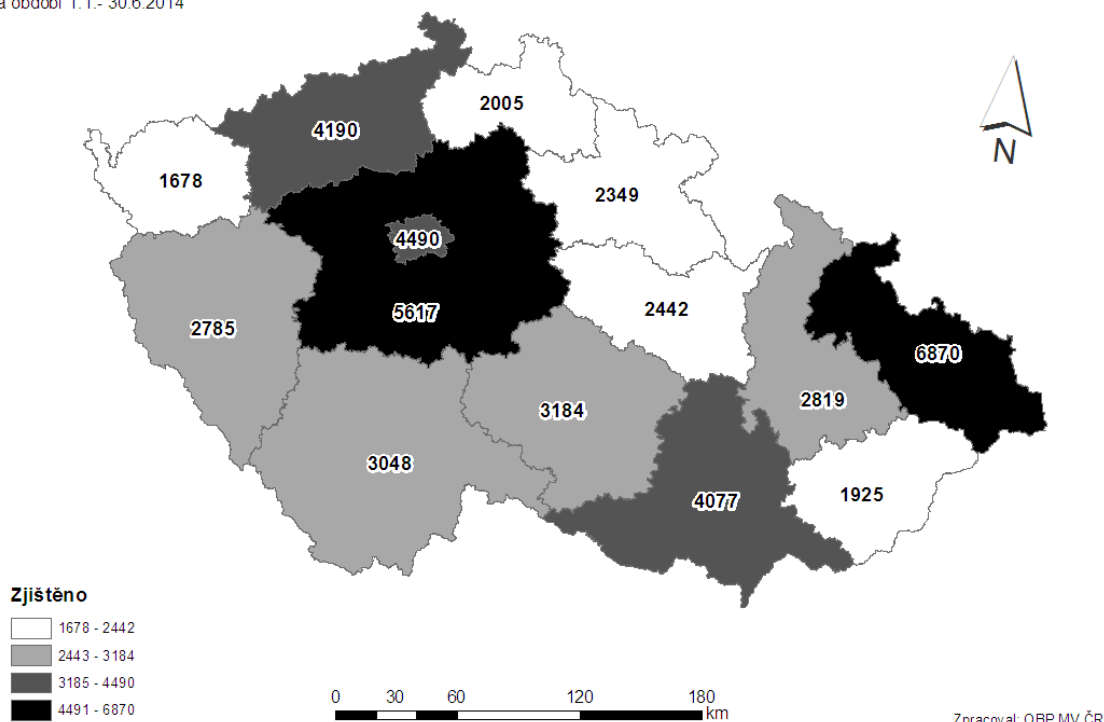 a období 1.1.- 30.6.2014
2005
4190
1678
2349
N
4490
2442
5617
2785
6870
2819
3184
3048
1925
4077
Zjištěno
1678 - 2442
2443 - 3184
3185 - 4490
4491 - 6870
0 30 60 120 180
km
Zpracoval: OBP MV ČR